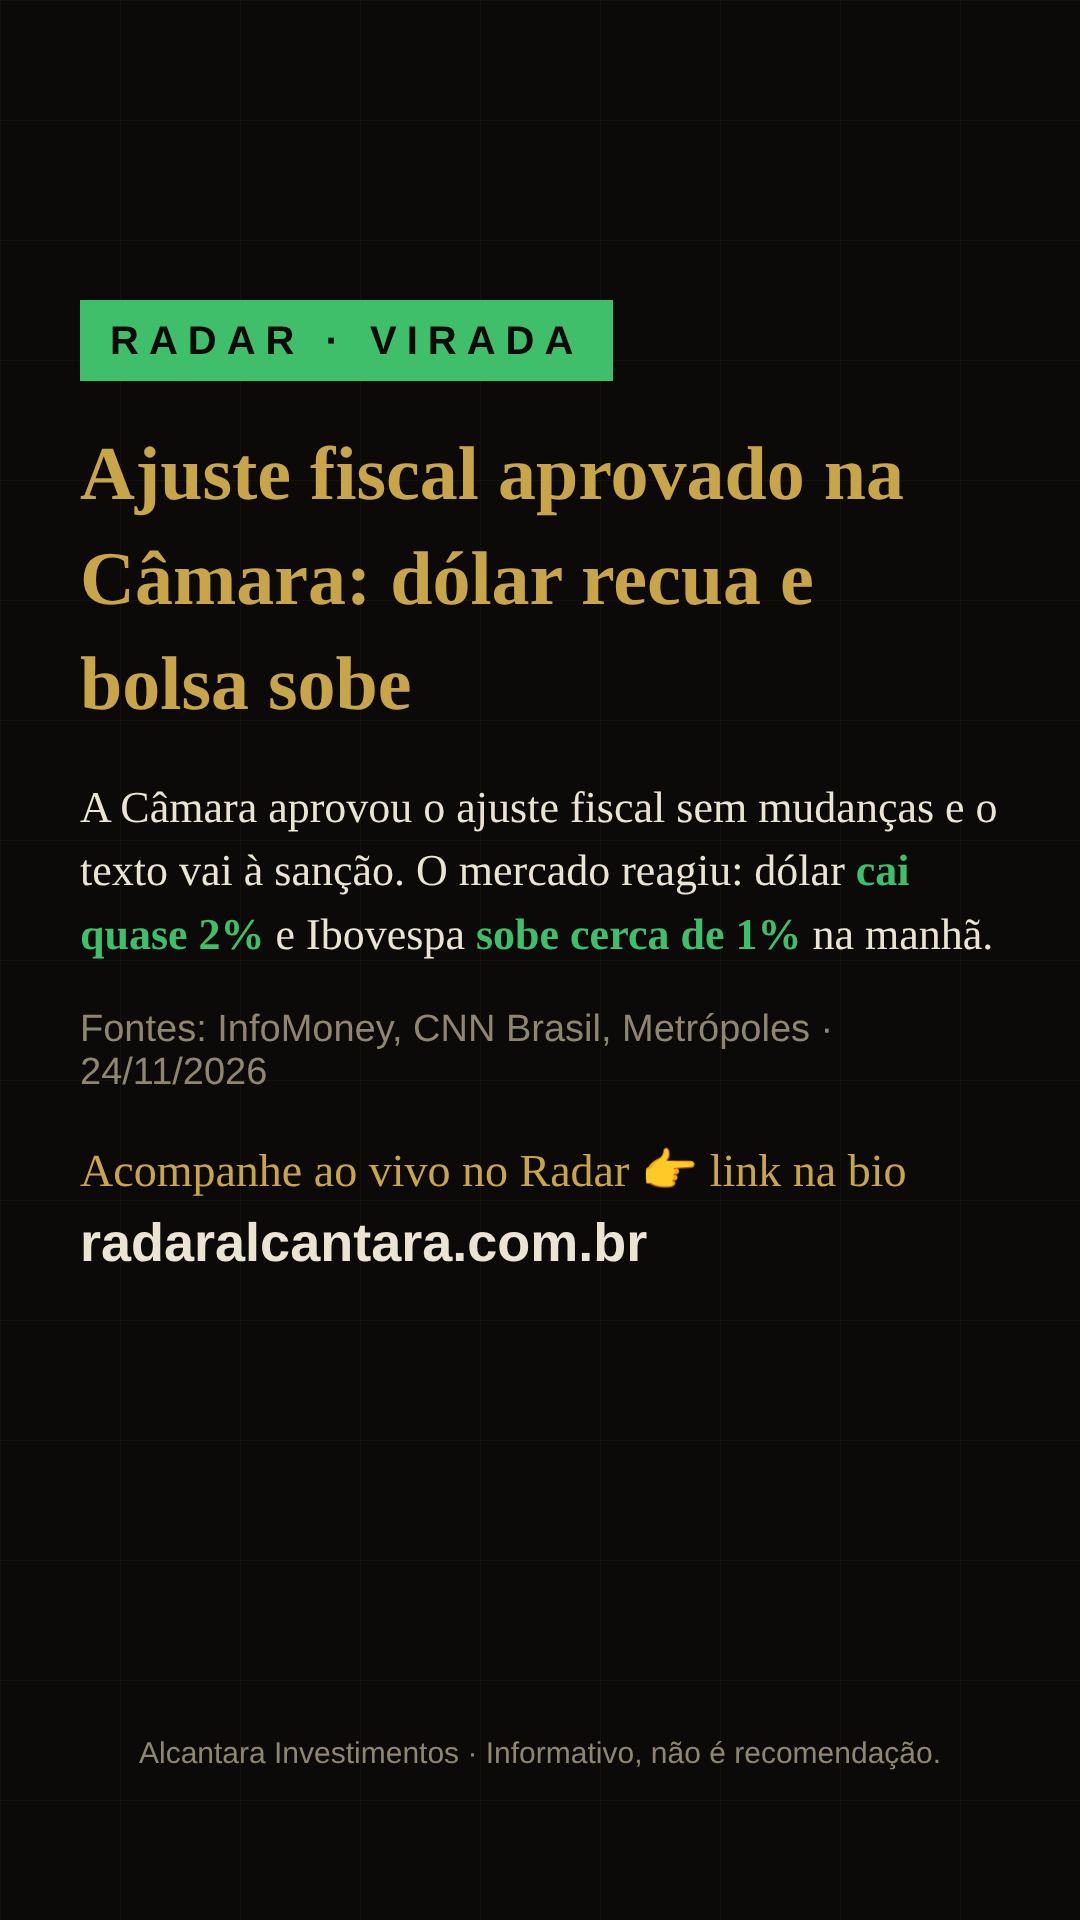 RADAR · VIRADA
Ajuste fiscal aprovado na
Câmara: dólar recua e
bolsa sobe
A Câmara aprovou o ajuste fiscal sem mudanças e o
texto vai à sanção. O mercado reagiu: dólar cai
quase 2% e Ibovespa sobe cerca de 1% na manhã.
Fontes: InfoMoney, CNN Brasil, Metrópoles ·
24/11/2026
Acompanhe ao vivo no Radar 👉 link na bio
radaralcantara.com.br
Alcantara Investimentos · Informativo, não é recomendação.